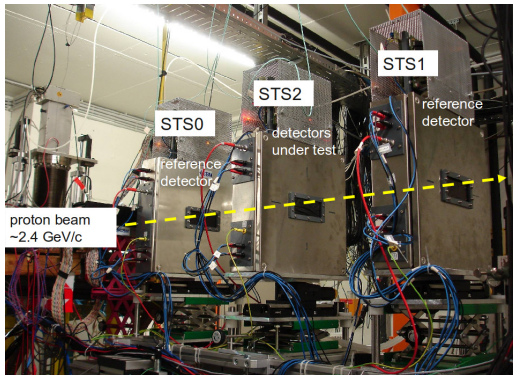 STS1
STS2
STS0
reference
detector
detectors
under test
reference
detector
proton beam
~2.4 GeV/c